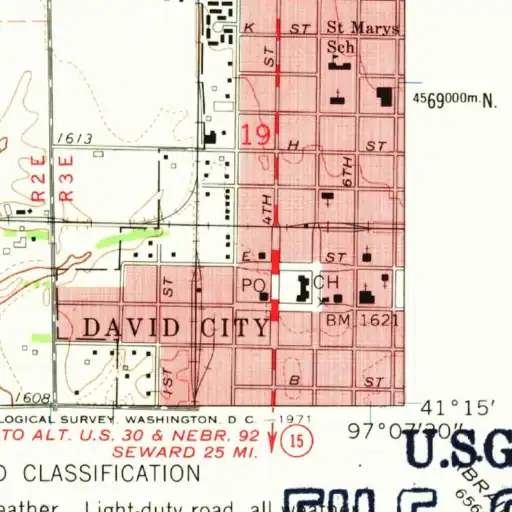 K ST St Marys
Sch
ST
4569000m.N.
1613
19
H ST
R2E
R3E
6TH
4TH
E ST
PO CH
ST
DAVID CITY
BM 1621
1608
1ST
B ST
LOGICAL SURVEY, WASHINGTON, D. C.—1971
41°15'
97°07'30"
TO ALT. U.S. 30 & NEBR. 92
SEWARD 25 MI.
15
U.S.G
D CLASSIFICATION
eather Light-duty road, all weather
656